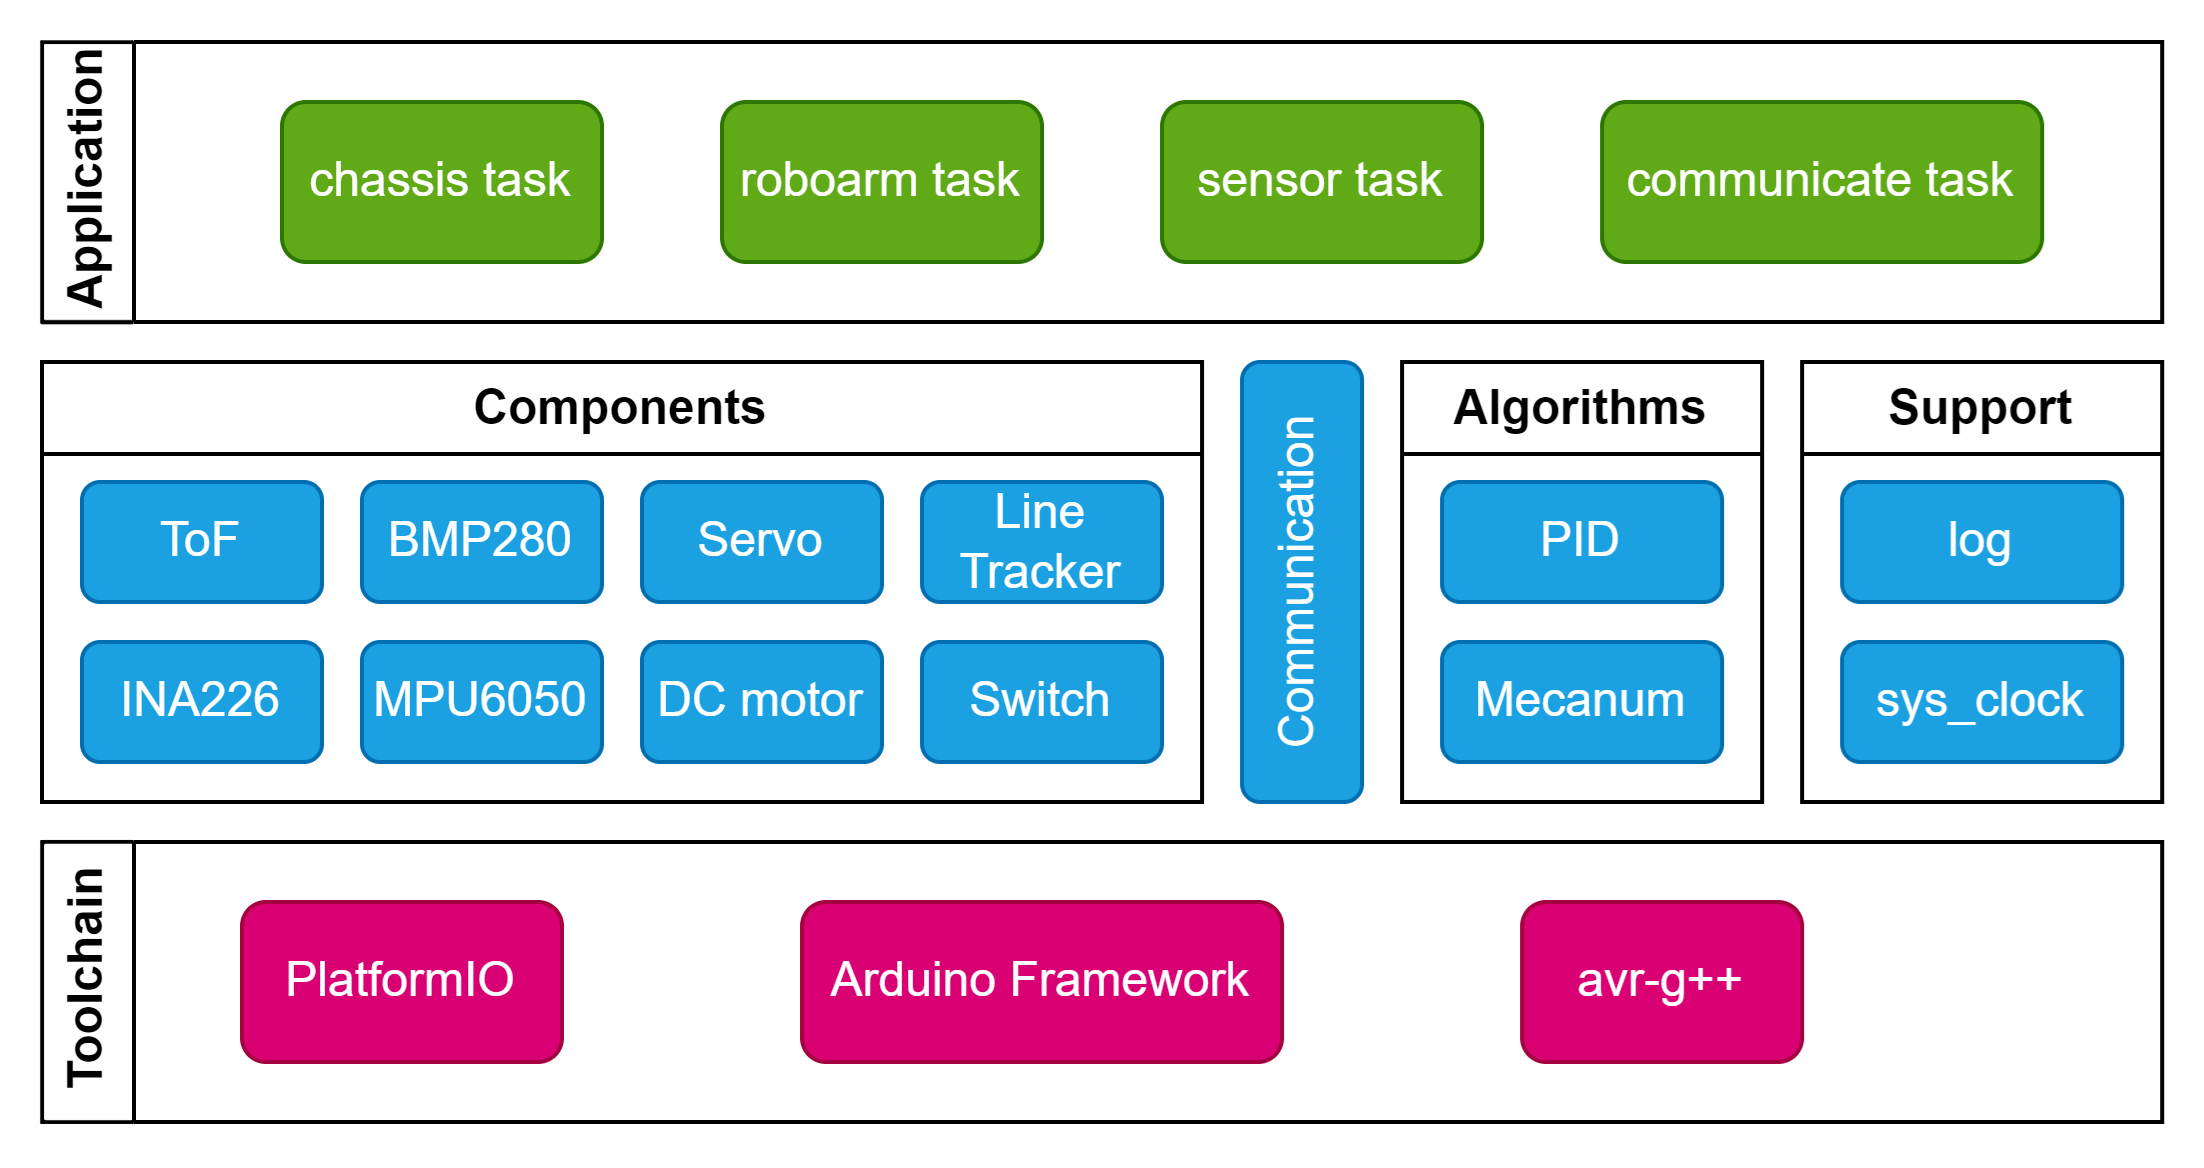 Application
chassis task
roboarm task
sensor task
communicate task
Components
ToF
BMP280
Servo
Line
Tracker
INA226
MPU6050
DC motor
Switch
Communication
Algorithms
PID
Mecanum
Support
log
sys_clock
Toolchain
PlatformIO
Arduino Framework
avr-g++